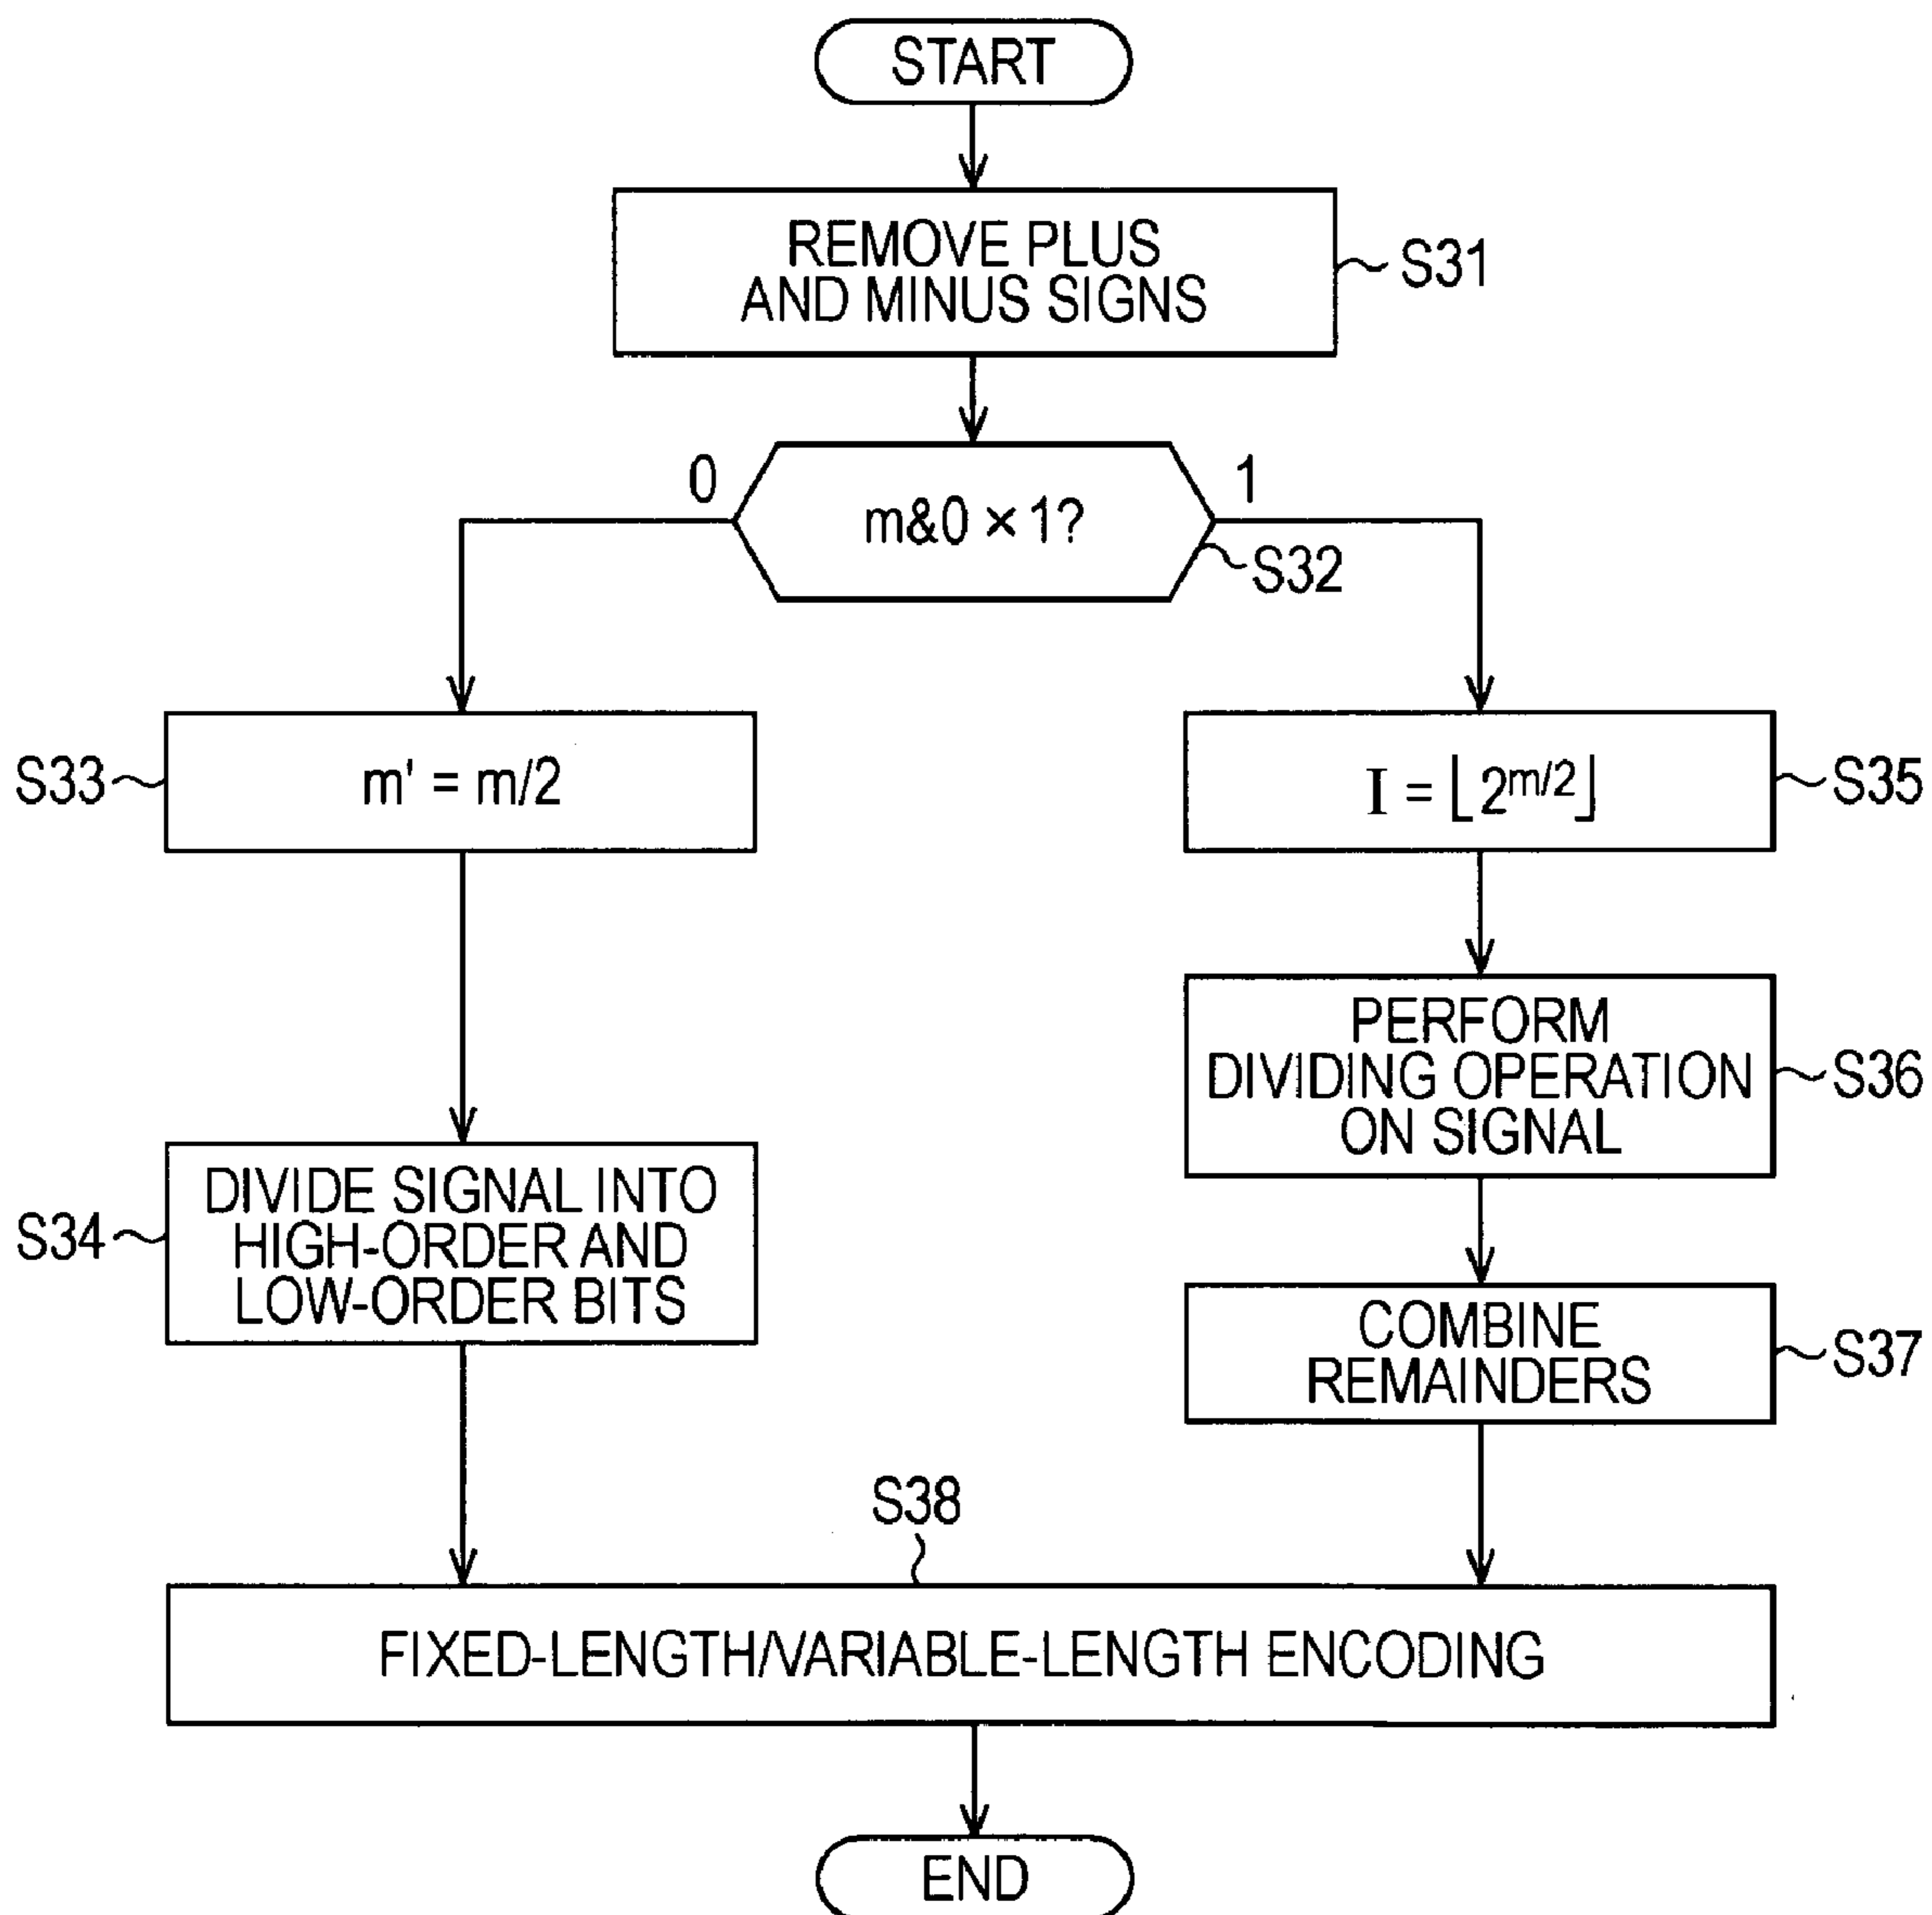 START
REMOVE PLUS
AND MINUS SIGNS
S31
0
1
m&0 × 1?
S32
S33
m' = m/2
I = ⌊2^{m/2}⌋
S35
PERFORM
DIVIDING OPERATION
ON SIGNAL
S36
S34
DIVIDE SIGNAL INTO
HIGH-ORDER AND
LOW-ORDER BITS
COMBINE
REMAINDERS
S37
S38
FIXED-LENGTH/VARIABLE-LENGTH ENCODING
END